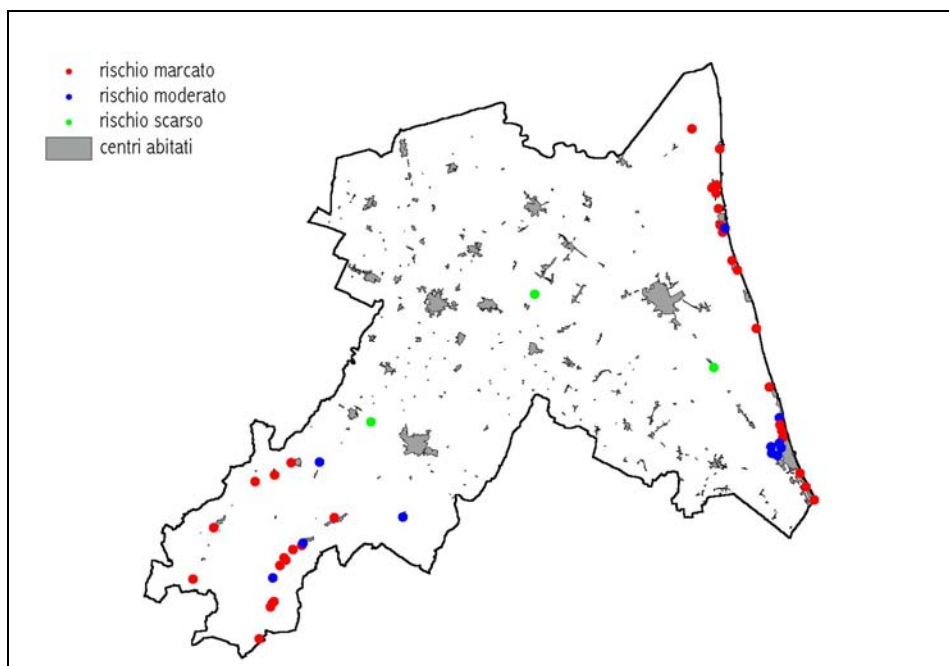 rischio marcato
rischio moderato
rischio scarso
centri abitati